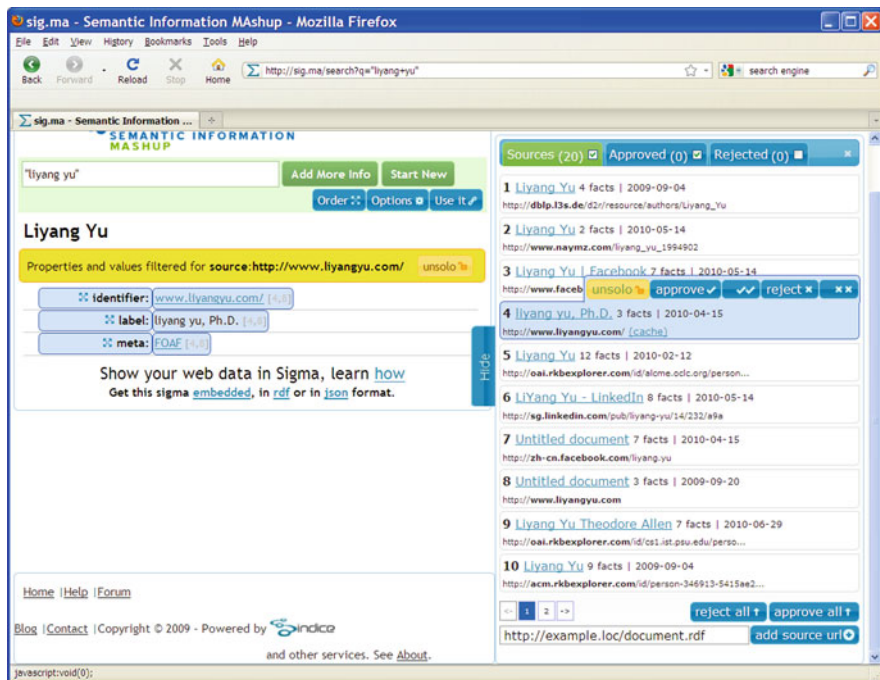 sig.ma - Semantic Information MAshup - Mozilla Firefox
File Edit View History Bookmarks Tools Help
Back Forward Reload Stop Home http://sig.ma/search?q="liyang+yu" search engine
sig.ma - Semantic Information ...
SEMANTIC INFORMATION
MASHUP
"liyang yu" Add More Info Start New
Order Options Use it
Liyang Yu
Properties and values filtered for source:http://www.liyangyu.com/ unsolo
identifier: www.liyangyu.com/ [4,8]
label: liyang yu, Ph.D. [4,8]
meta: FOAF [4,8]
Show your web data in Sigma, learn how
Get this sigma embedded, in rdf or in json format.
Hide
Home |Help |Forum
Blog |Contact |Copyright © 2009 - Powered by Sindice
and other services. See About.
Sources (20) Approved (0) Rejected (0)
1 Liyang Yu 4 facts | 2009-09-04
http://dblp.l3s.de/d2r/resource/authors/Liyang_Yu
2 Liyang Yu 2 facts | 2010-05-14
http://www.naymz.com/liyang_yu_1994902
3 Liyang Yu | Facebook 7 facts | 2010-05-14
http://www.faceb unsolo approve reject
4 liyang yu, Ph.D. 3 facts | 2010-04-15
http://www.liyangyu.com/ (cache)
5 Liyang Yu 12 facts | 2010-02-12
http://oai.rkbexplorer.com/id/alcme.oclc.org/person...
6 LiYang Yu - LinkedIn 8 facts | 2010-05-14
http://sg.linkedin.com/pub/liyang-yu/14/232/a9a
7 Untitled document 7 facts | 2010-04-15
http://zh-cn.facebook.com/liyang.yu
8 Untitled document 3 facts | 2009-09-20
http://www.liyangyu.com
9 Liyang Yu Theodore Allen 7 facts | 2010-06-29
http://oai.rkbexplorer.com/id/cs1.ist.psu.edu/perso...
10 Liyang Yu 9 facts | 2009-09-04
http://acm.rkbexplorer.com/id/person-346913-5415ae2...
<- 1 2 -> reject all approve all
http://example.loc/document.rdf add source url
javascript:void(0);